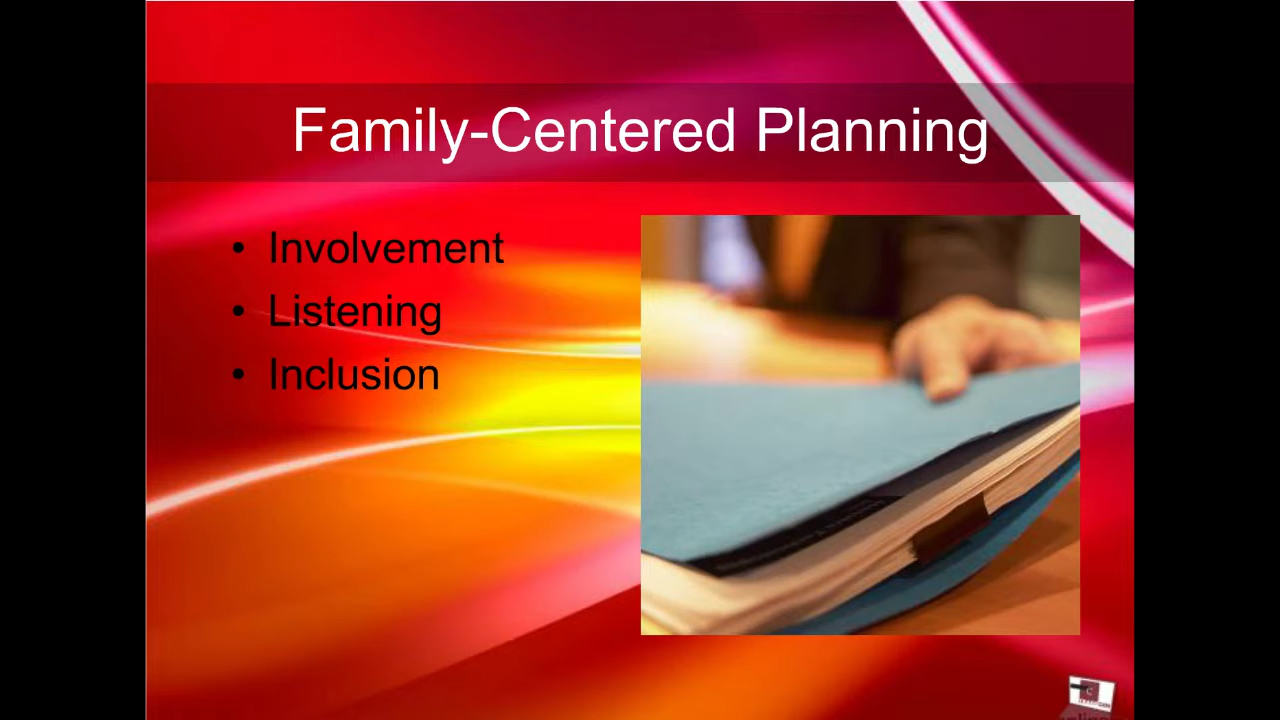 Family-Centered Planning
• Involvement
• Listening
• Inclusion